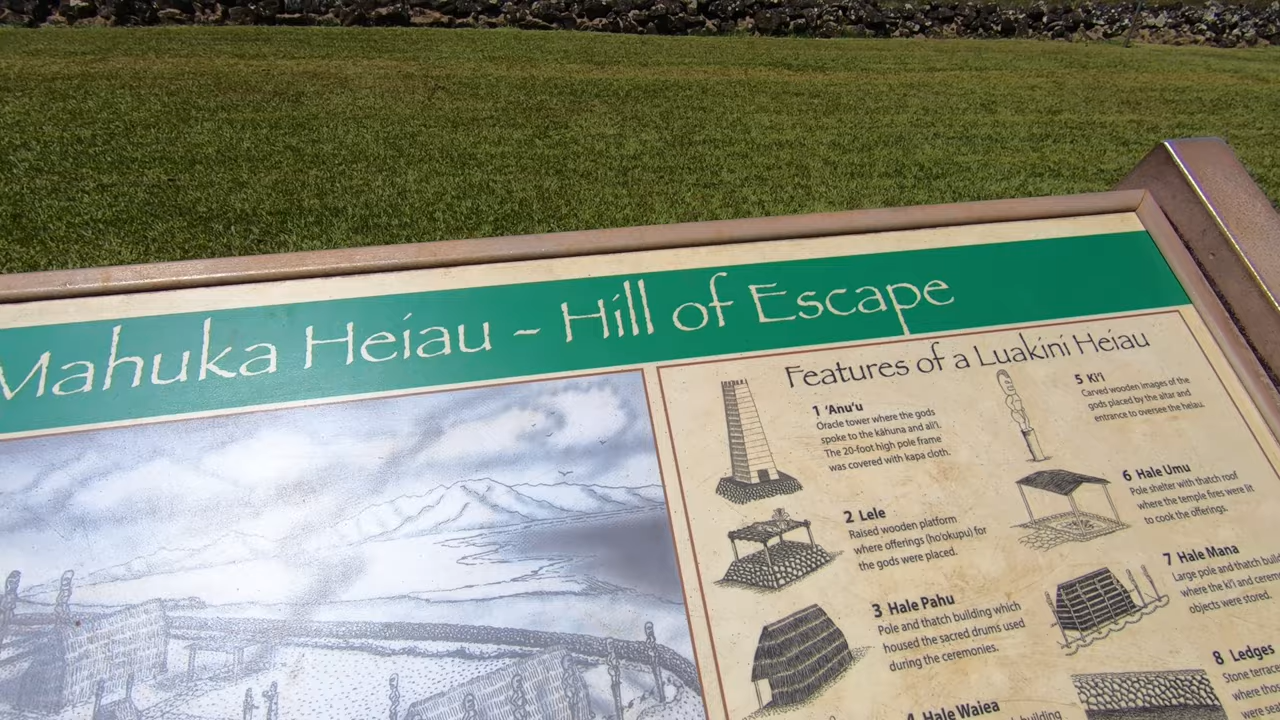 Mahuka Heiau ~ Hill of Escape
Features of a Luakini Heiau
1 ‘Anu‘u
Oracle tower where the gods
spoke to the kāhuna and ali‘i.
The 20-foot high pole frame
was covered with kapa cloth.
2 Lele
Raised wooden platform
where offerings (ho‘okupu) for
the gods were placed.
3 Hale Pahu
Pole and thatch building which
housed the sacred drums used
during the ceremonies.
4 Hale Waiea
building
5 Ki‘i
Carved wooden images of the
gods placed by the altar and
entrance to oversee the heiau.
6 Hale Umu
Pole shelter with thatch roof
where the temple fires were lit
to cook the offerings.
7 Hale Mana
Large pole and thatch
where the ki‘i and
objects were stored.
8 Ledges
Stone
where
were